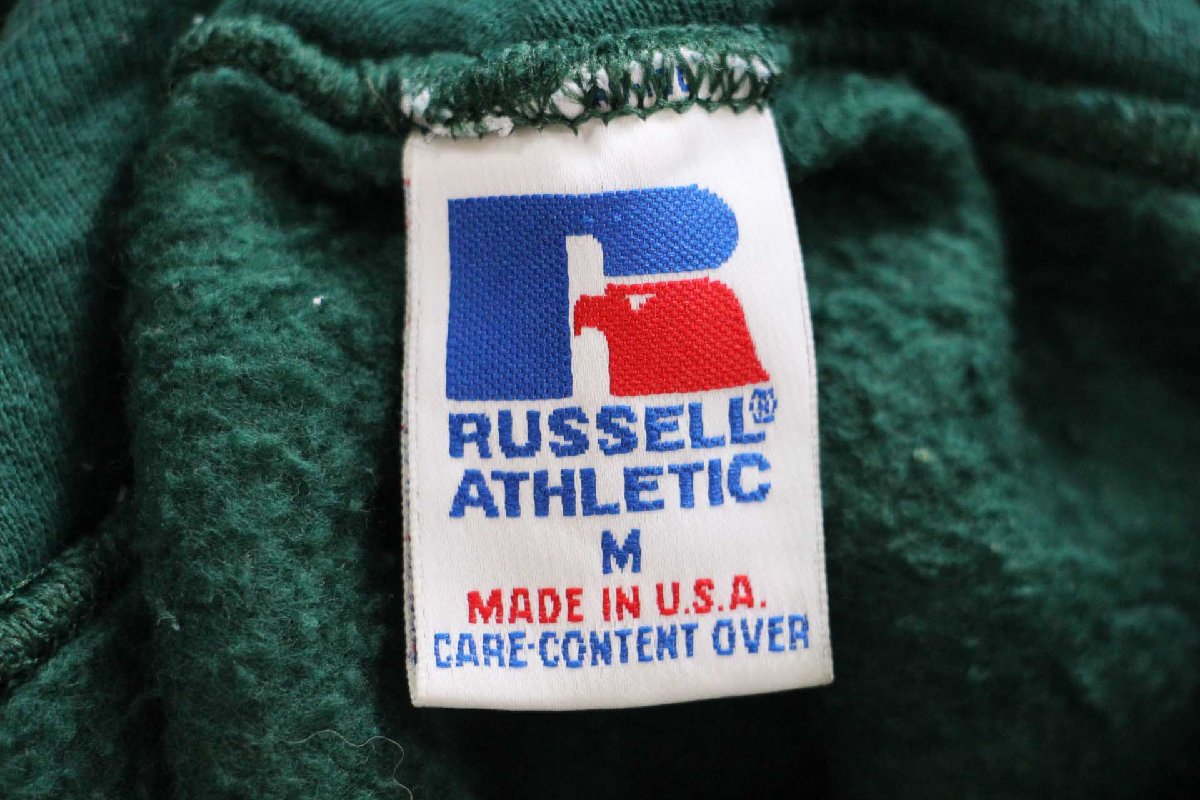 RUSSELL®
ATHLETIC
M
MADE IN U.S.A.
CARE-CONTENT OVER